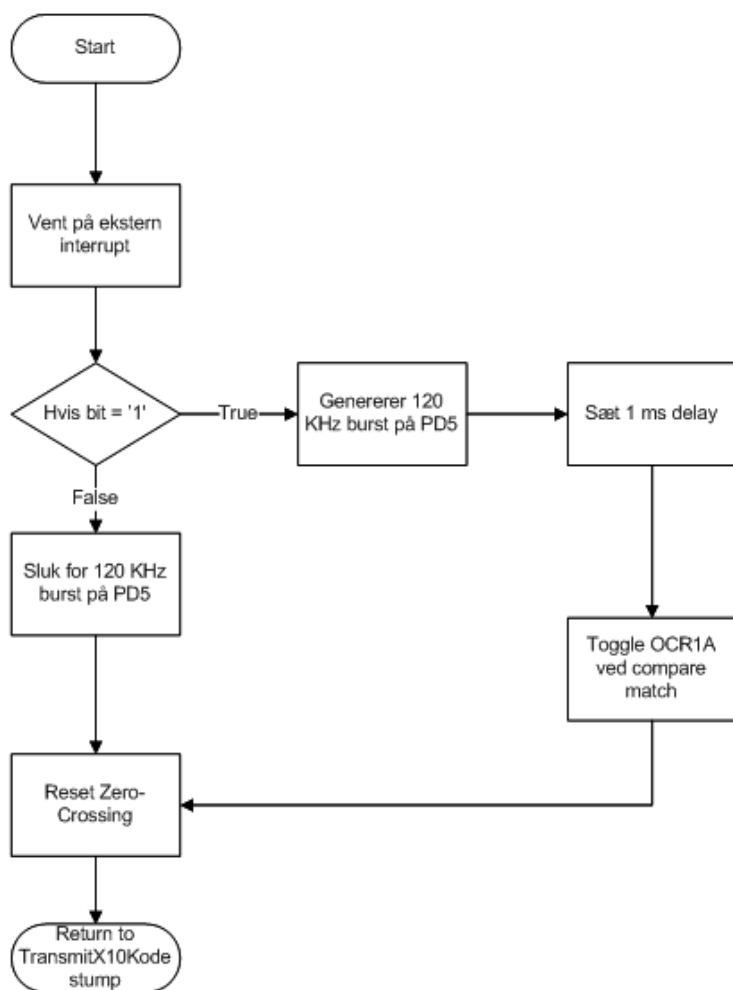 Start
Vent på ekstern
interrupt
Hvis bit = '1'
True
Genererer 120
KHz burst på PD5
Sæt 1 ms delay
False
Sluk for 120 KHz
burst på PD5
Toggle OCR1A
ved compare
match
Reset Zero-
Crossing
Return to
TransmitX10Kode
stump